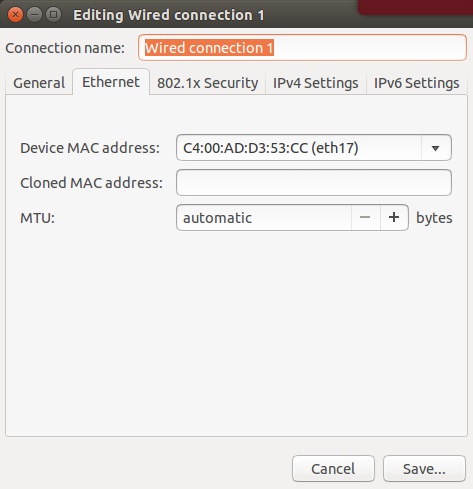 Editing Wired connection 1
Connection name: Wired connection 1
General Ethernet 802.1x Security IPv4 Settings IPv6 Settings
Device MAC address: C4:00:AD:D3:53:CC (eth17)
Cloned MAC address:
MTU: automatic − + bytes
Cancel Save...